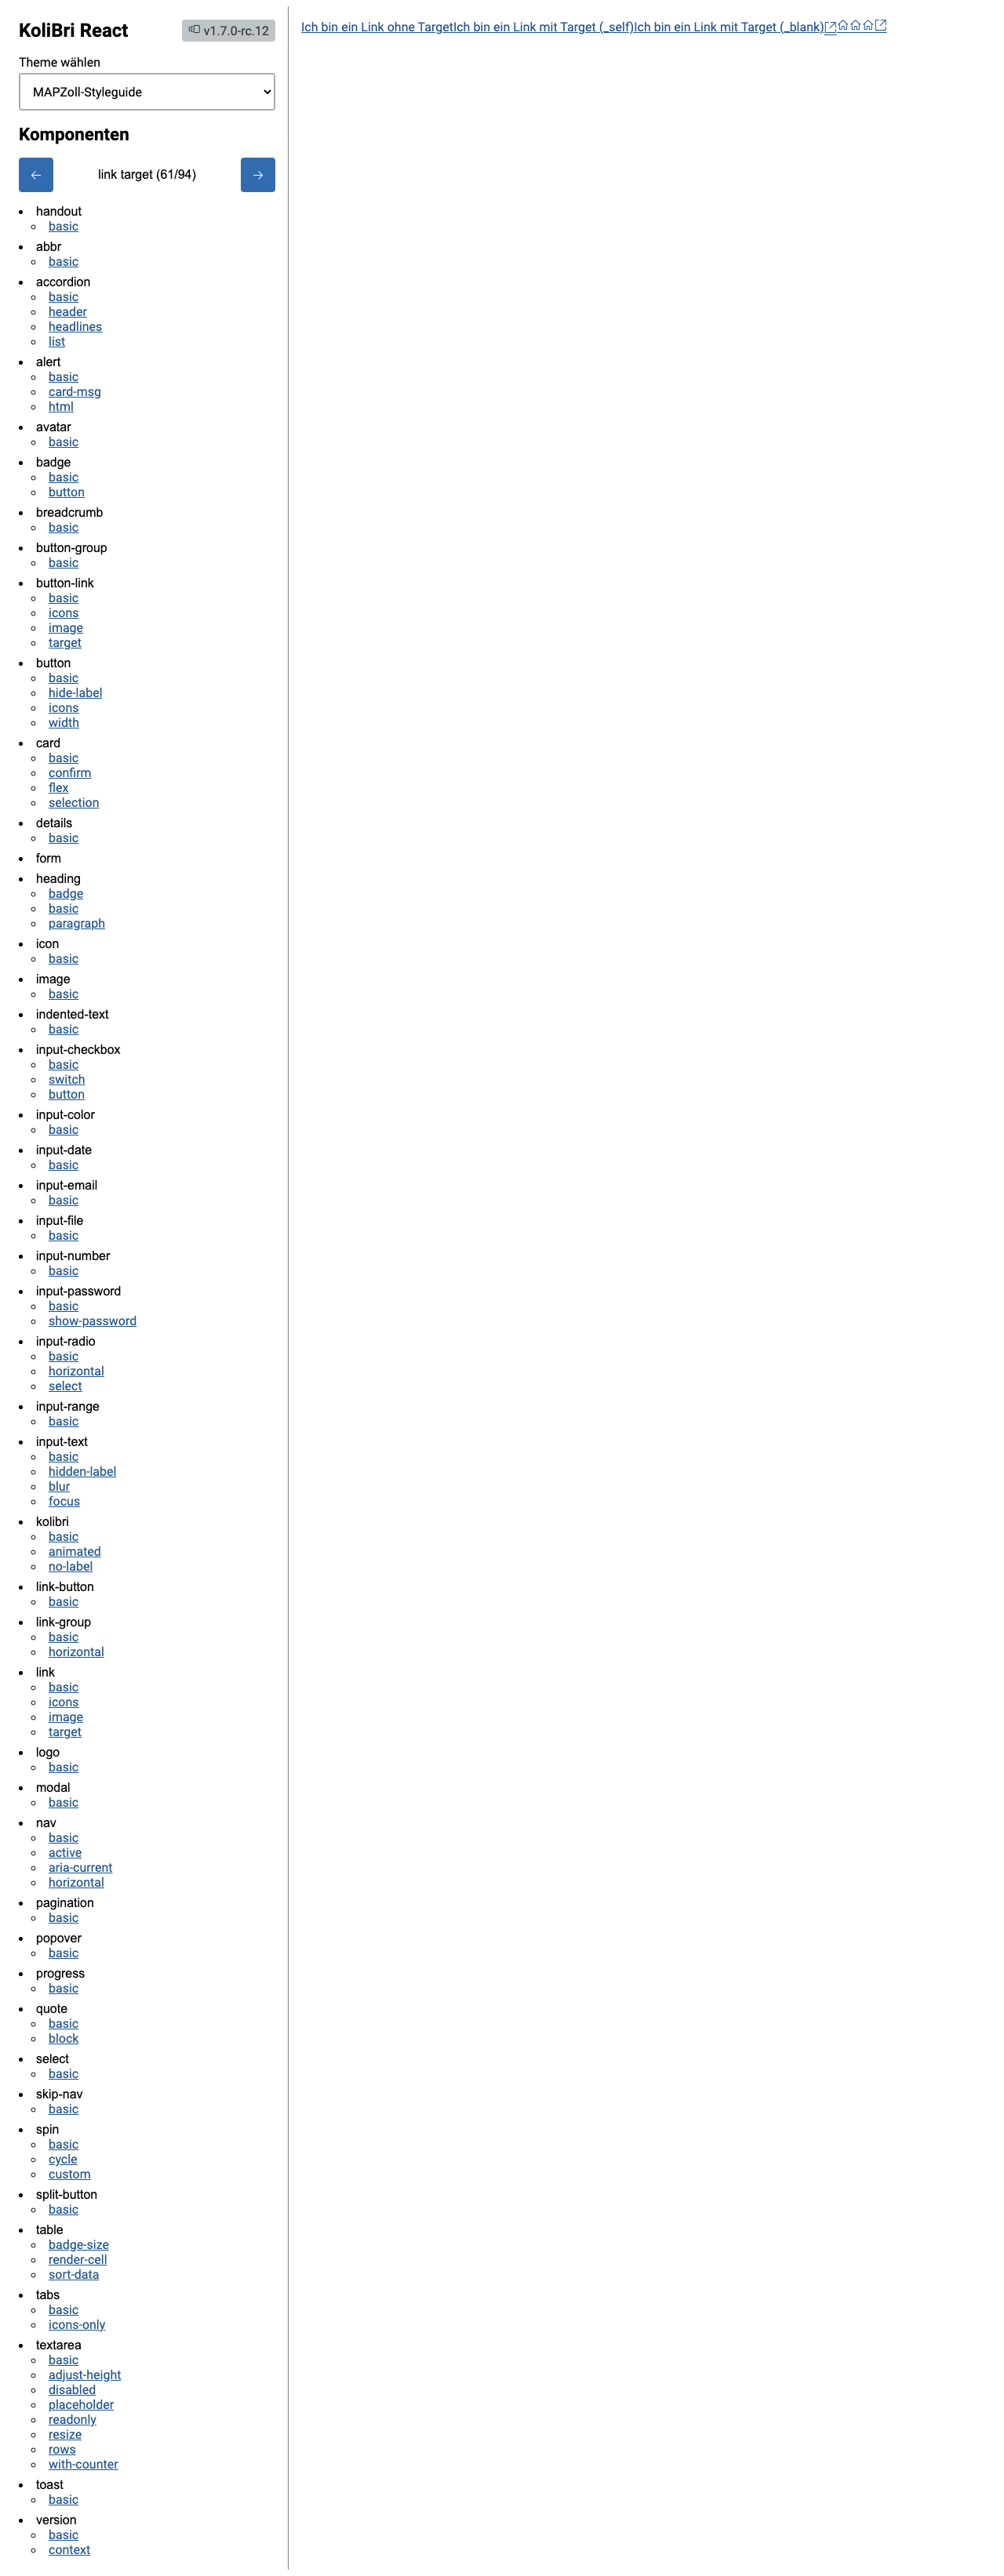 KoliBri React
v1.7.0-rc.12
Theme wählen
MAPZoll-Styleguide
Komponenten
link target (61/94)
handout
basic
abbr
basic
accordion
basic
header
headlines
list
alert
basic
card-msg
html
avatar
basic
badge
basic
button
breadcrumb
basic
button-group
basic
button-link
basic
icons
image
target
button
basic
hide-label
icons
width
card
basic
confirm
flex
selection
details
basic
form
heading
badge
basic
paragraph
icon
basic
image
basic
indented-text
basic
input-checkbox
basic
switch
button
input-color
basic
input-date
basic
input-email
basic
input-file
basic
input-number
basic
input-password
basic
show-password
input-radio
basic
horizontal
select
input-range
basic
input-text
basic
hidden-label
blur
focus
kolibri
basic
animated
no-label
link-button
basic
link-group
basic
horizontal
link
basic
icons
image
target
logo
basic
modal
basic
nav
basic
active
aria-current
horizontal
pagination
basic
popover
basic
progress
basic
quote
basic
block
select
basic
skip-nav
basic
spin
basic
cycle
custom
split-button
basic
table
badge-size
render-cell
sort-data
tabs
basic
icons-only
textarea
basic
adjust-height
disabled
placeholder
readonly
resize
rows
with-counter
toast
basic
version
basic
context
Ich bin ein Link ohne TargetIch bin ein Link mit Target (_self)Ich bin ein Link mit Target (_blank)